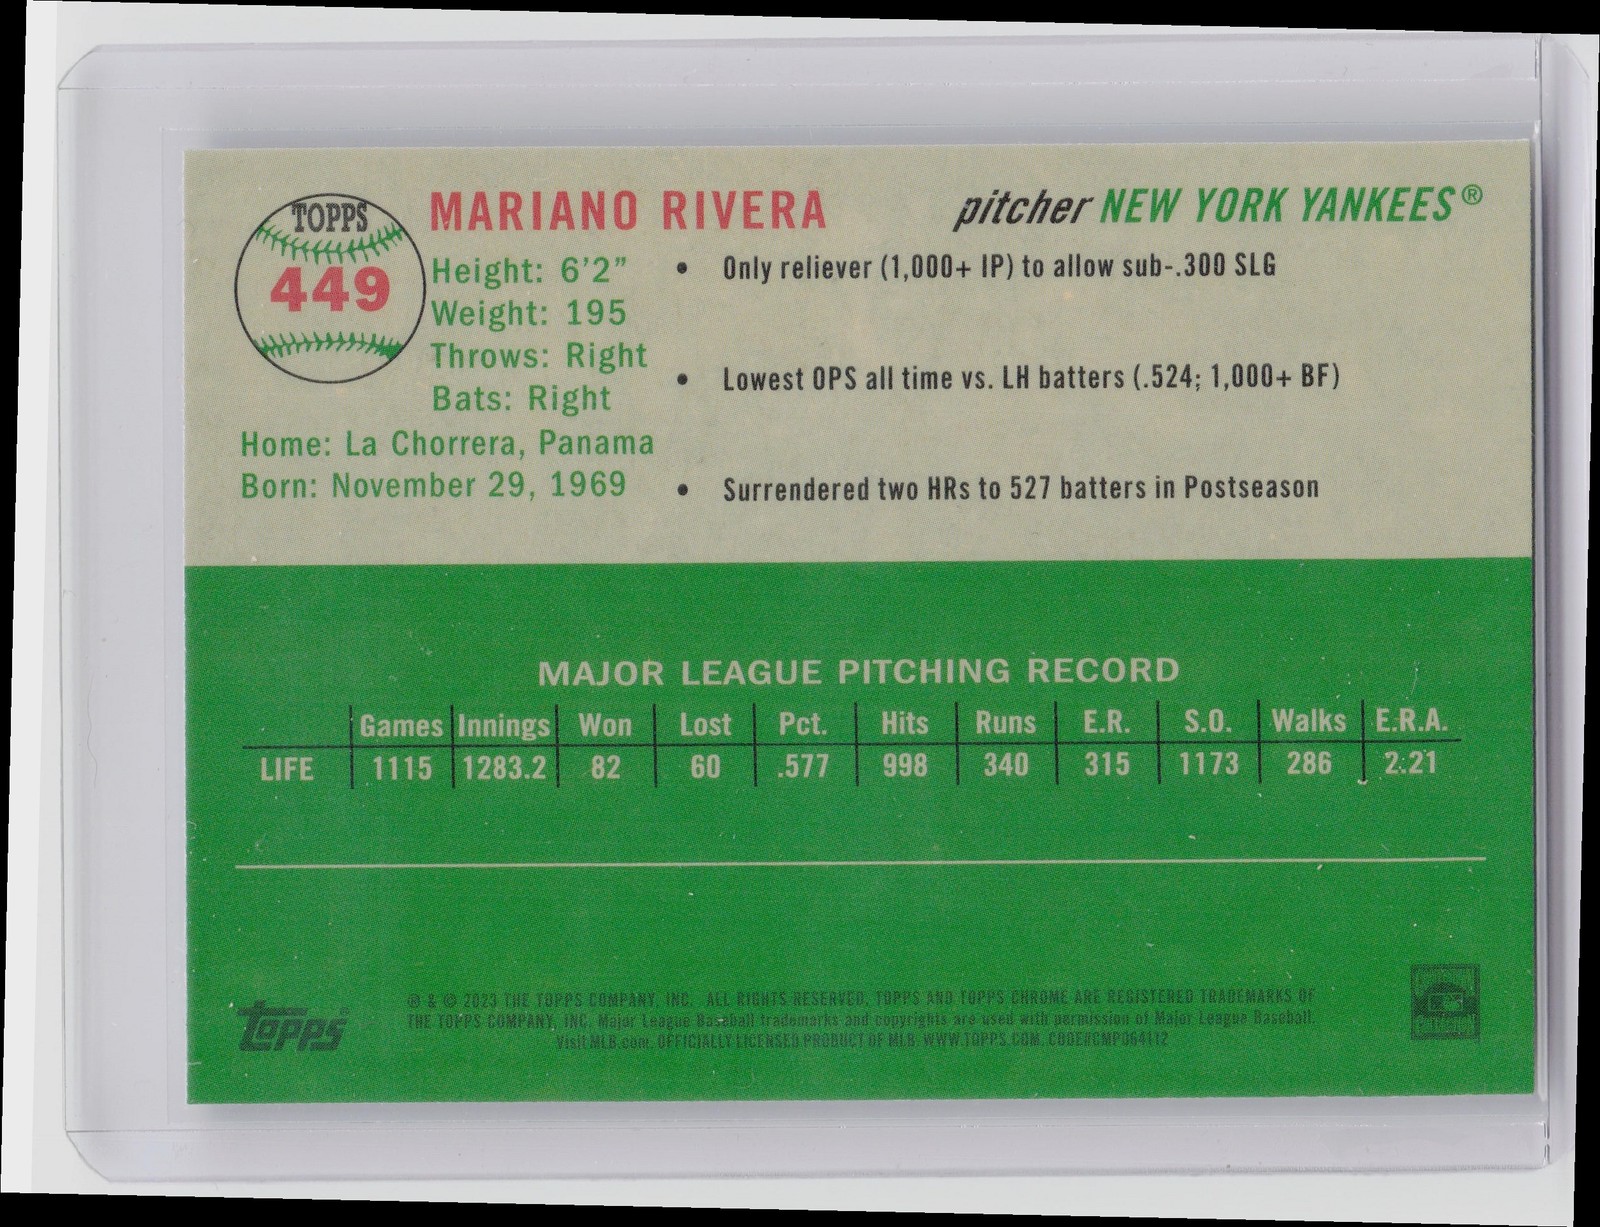 TOPPS
449
MARIANO RIVERA
pitcher NEW YORK YANKEES®
Height: 6'2"
Weight: 195
Throws: Right
Bats: Right
Home: La Chorrera, Panama
Born: November 29, 1969
• Only reliever (1,000+ IP) to allow sub-.300 SLG
• Lowest OPS all time vs. LH batters (.524; 1,000+ BF)
• Surrendered two HRs to 527 batters in Postseason
MAJOR LEAGUE PITCHING RECORD
Games Innings Won Lost Pct. Hits Runs E.R. S.O. Walks E.R.A.
LIFE 1115 1283.2 82 60 .577 998 340 315 1173 286 2.21
topps®
® & © 2023 THE TOPPS COMPANY, INC. ALL RIGHTS RESERVED. TOPPS AND TOPPS CHROME ARE REGISTERED TRADEMARKS OF
THE TOPPS COMPANY, INC. Major League Baseball trademarks and copyrights are used with permission of Major League Baseball.
Visit MLB.com. OFFICIALLY LICENSED PRODUCT OF MLB. WWW.TOPPS.COM. CODE#CMP064112